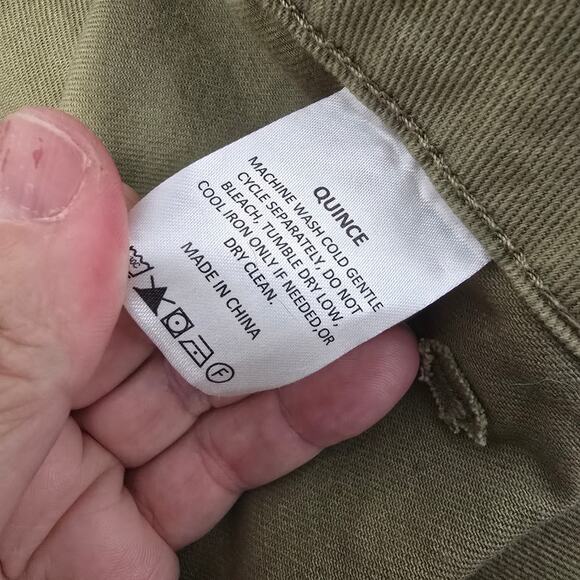 QUINCE
MACHINE WASH COLD GENTLE
CYCLE SEPARATELY, DO NOT
BLEACH, TUMBLE DRY LOW,
COOL IRON ONLY IF NEEDED,OR
DRY CLEAN.
MADE IN CHINA
F